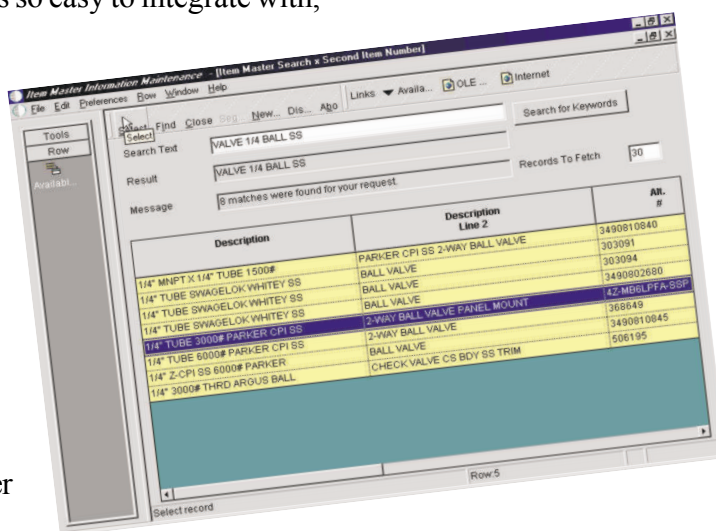 s so easy to integrate with,
Item Master Information Maintenance - [Item Master Search x Second Item Number]
File Edit Preferences Row Window Help
Select Find Close Seq New... Dis... Abo Links Availa... OLE ... Internet
Select
Tools
Row
Availabl...
Search Text VALVE 1/4 BALL SS Search for Keywords
Result VALVE 1/4 BALL SS
Message 8 matches were found for your request. Records To Fetch 30
Description Description Line 2 Alt. #
1/4" MNPT X 1/4" TUBE 1500# PARKER CPI SS 2-WAY BALL VALVE 3490810840
1/4" TUBE SWAGELOK WHITEY SS BALL VALVE 303091
1/4" TUBE SWAGELOK WHITEY SS BALL VALVE 303094
1/4" TUBE SWAGELOK WHITEY SS BALL VALVE 3490802680
1/4" TUBE 3000# PARKER CPI SS 2-WAY BALL VALVE PANEL MOUNT 4Z-MB6LPFA-SSP
1/4" TUBE 6000# PARKER CPI SS 2-WAY BALL VALVE 368649
1/4" Z-CPI SS 6000# PARKER BALL VALVE 3490810845
1/4" 3000# THRD ARGUS BALL CHECK VALVE CS BDY SS TRIM 506195
er
Select record Row:5